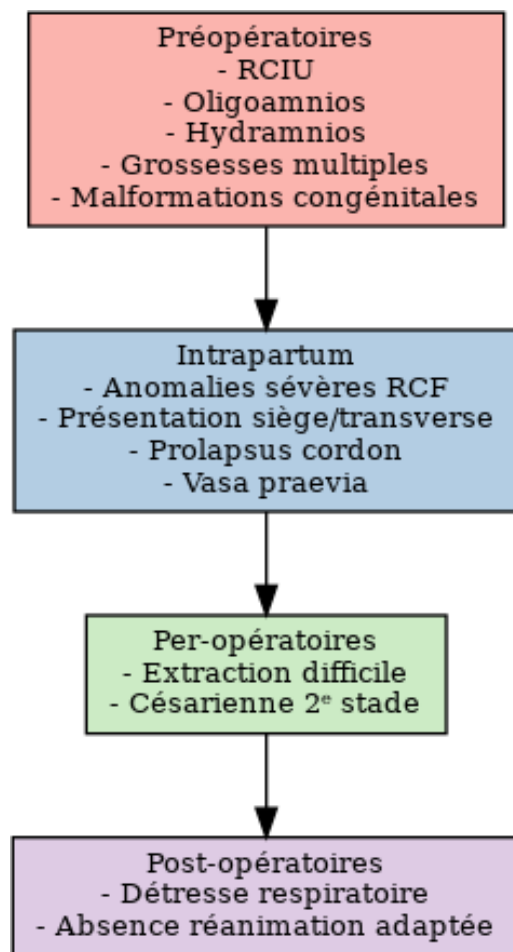 Préopératoires
- RCIU
- Oligoamnios
- Hydramnios
- Grossesses multiples
- Malformations congénitales
Intrapartum
- Anomalies sévères RCF
- Présentation siège/transverse
- Prolapsus cordon
- Vasa praevia
Per-opératoires
- Extraction difficile
- Césarienne 2ᵉ stade
Post-opératoires
- Détresse respiratoire
- Absence réanimation adaptée